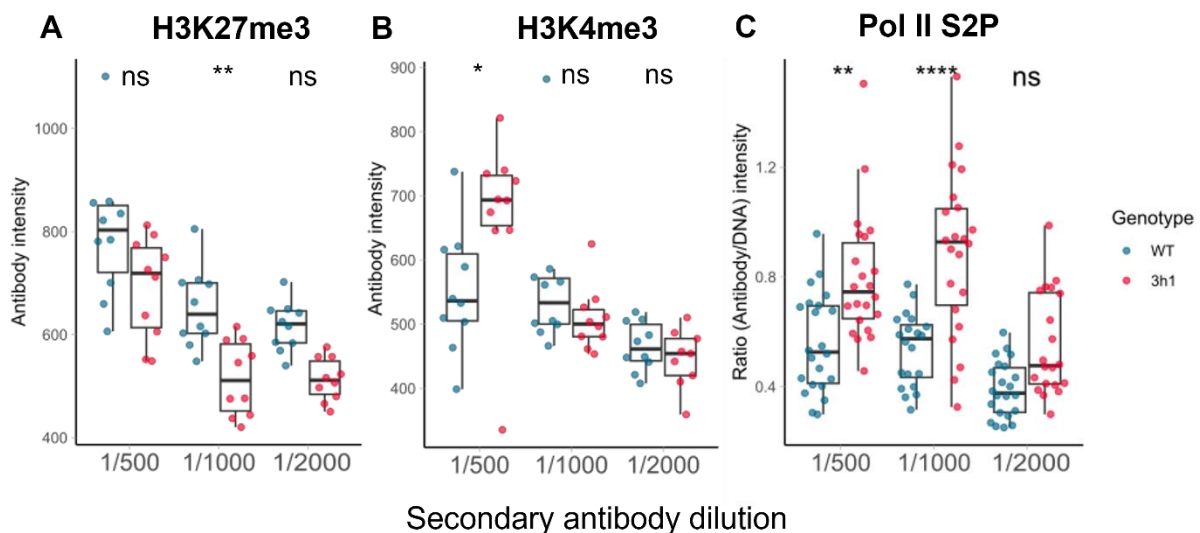 A H3K27me3
ns ** ns
Antibody intensity
1000
800
600
400
1/500 1/1000 1/2000
B H3K4me3
* ns ns
Antibody intensity
900
800
700
600
500
400
1/500 1/1000 1/2000
C Pol II S2P
** **** ns
Ratio (Antibody/DNA) intensity
1.2
0.8
0.4
1/500 1/1000 1/2000
Genotype
WT
3h1
Secondary antibody dilution